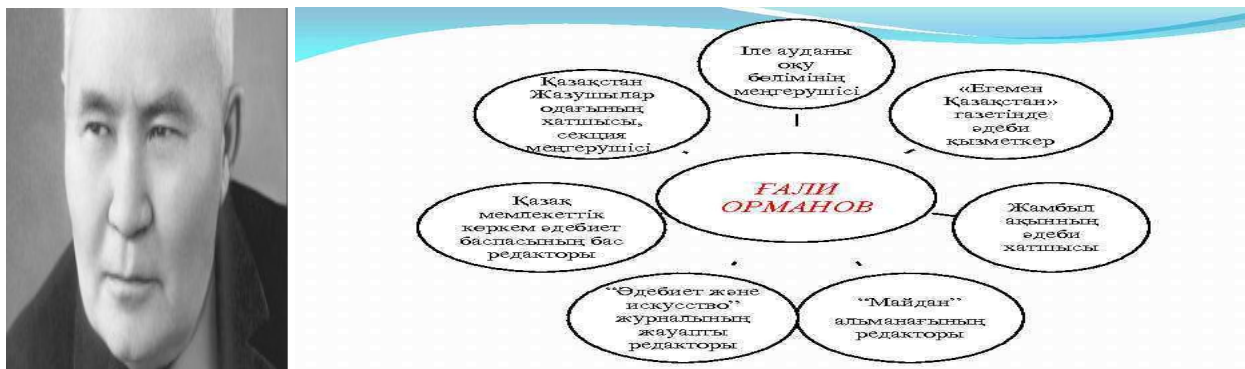 Іле ауданы
оқу
бөлімінің
меңгерушісі
Қазақстан
Жазушылар
одағының
хатшысы,
секция
меңгерушісі
«Егемен
Қазақстан»
газетінде
әдеби
қызметкер
ҒАЛИ
ОРМАНОВ
Қазақ
мемлекеттік
көркем әдебиет
баспасының бас
редакторы
Жамбыл
ақынның
әдеби
хатшысы
“Әдебиет және
искусство”
журналының
жауапты
редакторы
“Майдан”
альманағының
редакторы